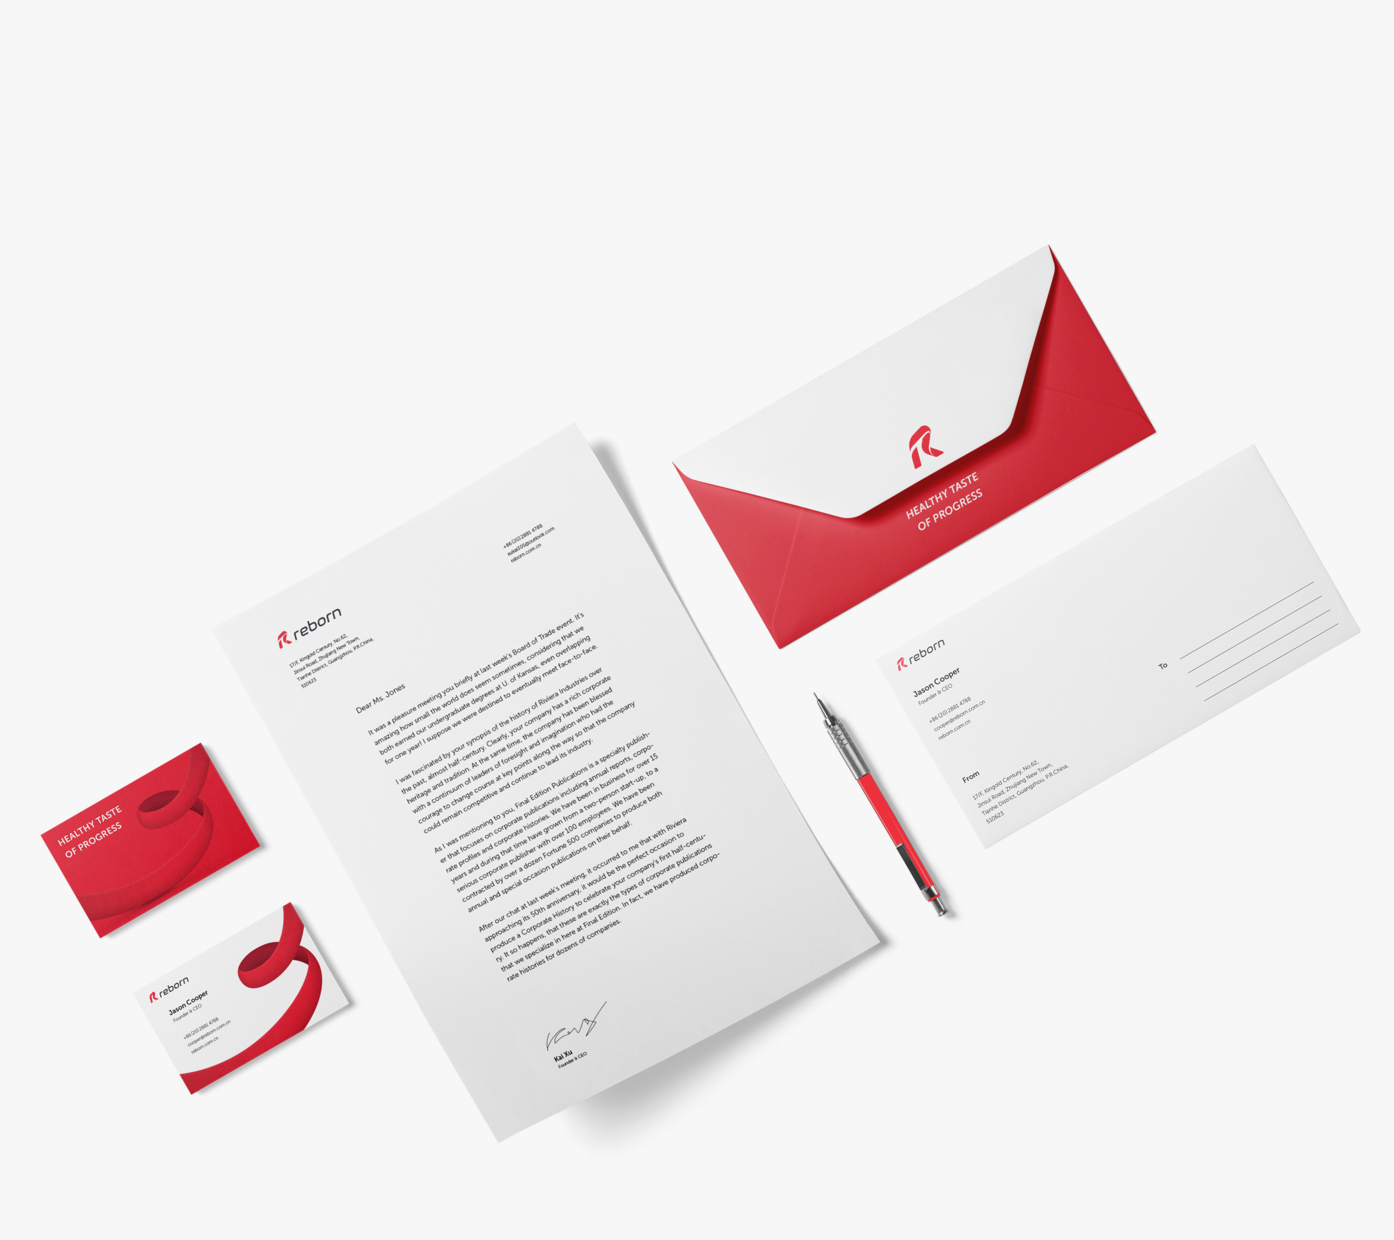 HEALTHY TASTE
OF PROGRESS
reborn
Jason Cooper
Founder & CEO
+86 (20) 2881 4788
cooper@reborn.com.cn
reborn.com.cn
+86 (20) 2881 4788
reborn.com.cn
reborn
17/F, Kingold Century, No.62,
Jinsui Road, Zhujiang New Town,
Tianhe District, Guangzhou, P.R.China.
510623
Dear Ms. Jones
It was a pleasure meeting you briefly at last week's Board of Trade event. It's
amazing how small the world does seem sometimes, considering that we
both earned our undergraduate degrees at U. of Kansas, even overlapping
for one year! I suppose we were destined to eventually meet face-to-face.
I was fascinated by your synopsis of the history of Riviera Industries over
the past, almost half-century. Clearly, your company has a rich corporate
heritage and tradition. At the same time, the company has been blessed
with a continuum of leaders of foresight and imagination who had the
courage to change course at key points along the way so that the company
could remain competitive and continue to lead its industry.
As I was mentioning to you, Final Edition Publications is a specialty publish-
er that focuses on corporate publications including annual reports, corpo-
rate profiles and corporate histories. We have been in business for over 15
years and during that time have grown from a two-person start-up, to a
serious corporate publisher with over 100 employees. We have been
contracted by over a dozen Fortune 500 companies to produce both
annual and special occasion publications on their behalf.
After our chat at last week's meeting, it occurred to me that with Riviera
approaching its 50th anniversary, it would be the perfect occasion to
produce a Corporate History to celebrate your company's first half-centu-
ry. It so happens, that these are exactly the types of corporate publications
that we specialize in here at Final Edition. In fact, we have produced corpo-
rate histories for dozens of companies.
Kai Xu
Founder & CEO
HEALTHY TASTE
OF PROGRESS
reborn
Jason Cooper
Founder & CEO
+86 (20) 2881 4788
cooper@reborn.com.cn
reborn.com.cn
To
From
17/F, Kingold Century, No.62,
Jinsui Road, Zhujiang New Town,
Tianhe District, Guangzhou, P.R.China.
510623